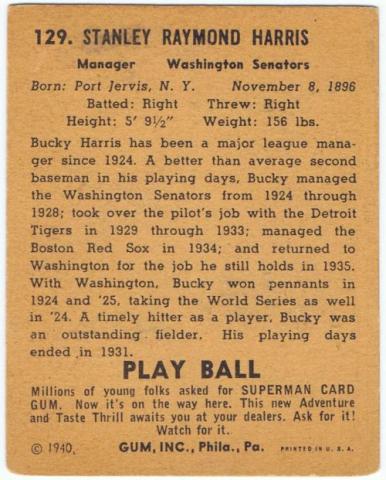 129. STANLEY RAYMOND HARRIS
Manager Washington Senators
Born: Port Jervis, N. Y. November 8, 1896
Batted: Right Threw: Right
Height: 5' 9½" Weight: 156 lbs.
Bucky Harris has been a major league mana-
ger since 1924. A better than average second
baseman in his playing days, Bucky managed
the Washington Senators from 1924 through
1928; took over the pilot's job with the Detroit
Tigers in 1929 through 1933; managed the
Boston Red Sox in 1934; and returned to
Washington for the job he still holds in 1935.
With Washington, Bucky won pennants in
1924 and '25, taking the World Series as well
in '24. A timely hitter as a player, Bucky was
an outstanding fielder. His playing days
ended in 1931.
PLAY BALL
Millions of young folks asked for SUPERMAN CARD
GUM. Now it's on the way here. This new Adventure
and Taste Thrill awaits you at your dealers. Ask for it!
Watch for it.
© 1940, GUM, INC., Phila., Pa. PRINTED IN U. S. A.